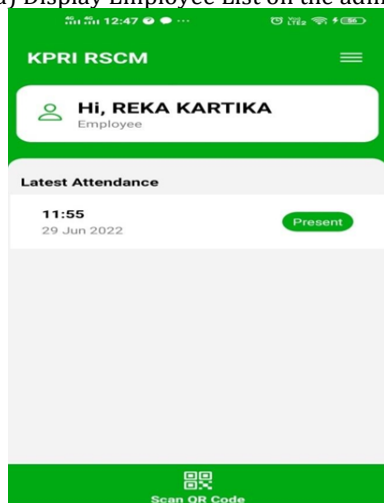 Display Employee List on the adm
12:47
KPRI RSCM
Hi, REKA KARTIKA
Employee
Latest Attendance
11:55
29 Jun 2022
Present
Scan QR Code